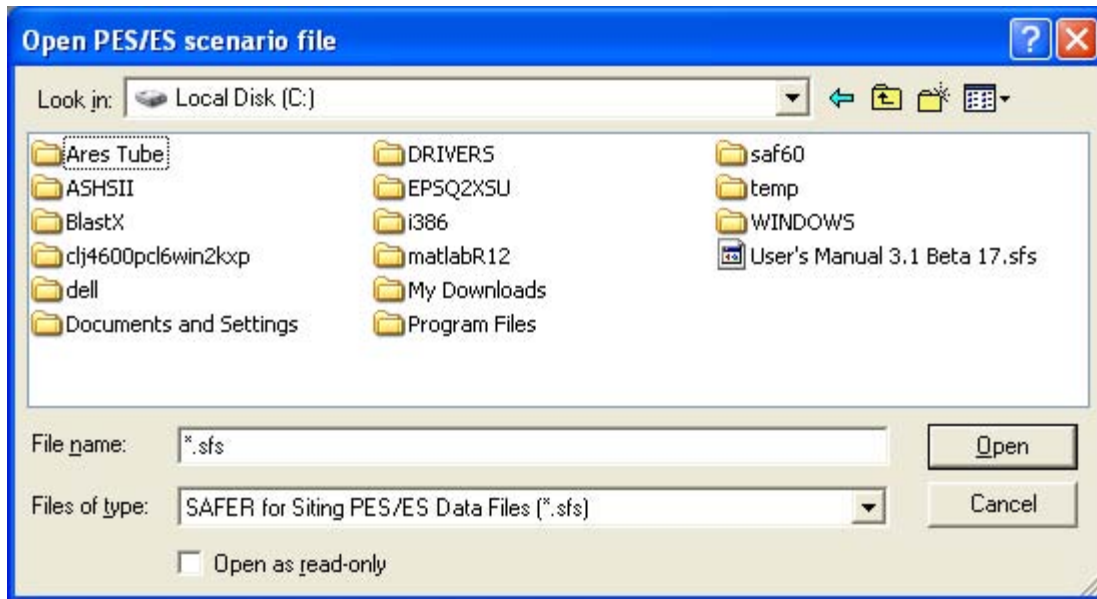 Open PES/ES scenario file
Look in: Local Disk (C:)
Ares Tube
ASHSII
BlastX
clj4600pcl6win2kxp
dell
Documents and Settings
DRIVERS
EPSQ2XSU
i386
matlabR12
My Downloads
Program Files
saf60
temp
WINDOWS
User's Manual 3.1 Beta 17.sfs
File name: *.sfs
Open
Files of type: SAFER for Siting PES/ES Data Files (*.sfs)
Cancel
Open as read-only